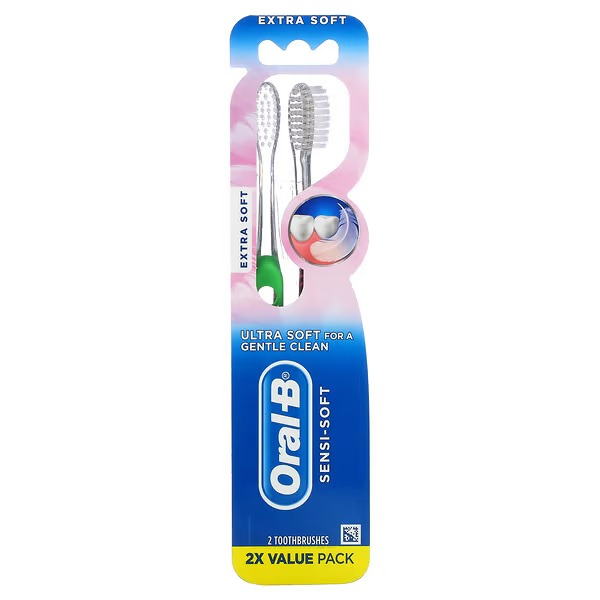 EXTRA SOFT
EXTRA SOFT
ULTRA SOFT FOR A
GENTLE CLEAN
Oral-B®
SENSI-SOFT
2 TOOTHBRUSHES
2X VALUE PACK